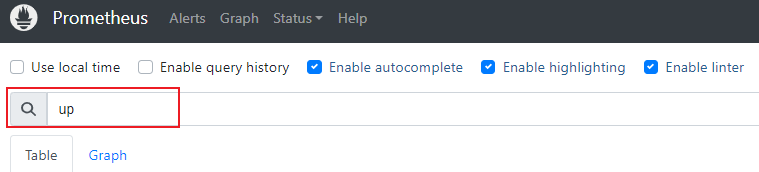 Prometheus Alerts Graph Status Help
Use local time Enable query history Enable autocomplete Enable highlighting Enable linter
up
Table Graph